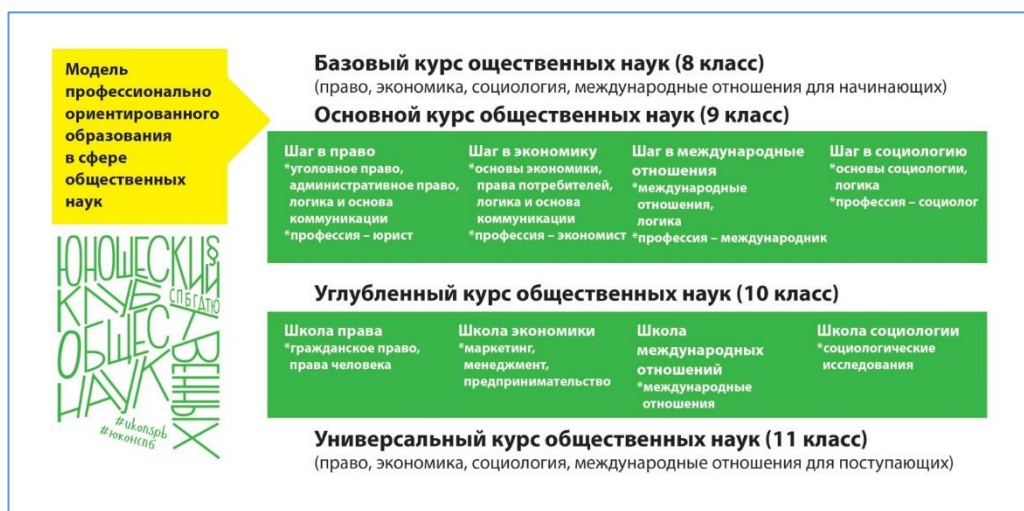 Модель
профессионально
ориентированного
образования
в сфере
общественных
наук
ЮНОШЕСКИЙ
КЛУБ
СПБГДТЮ
ОБЩЕСТВЕННЫХ
НАУК
#ukonspb
#юконспб
Базовый курс ощественных наук (8 класс)
(право, экономика, социология, международные отношения для начинающих)
Основной курс общественных наук (9 класс)
Шаг в право
*уголовное право,
административное право,
логика и основа
коммуникации
*профессия – юрист
Шаг в экономику
*основы экономики,
права потребителей,
логика и основа
коммуникации
*профессия – экономист
Шаг в международные
отношения
*международные
отношения,
логика
*профессия – международник
Шаг в социологию
*основы социологии,
логика
*профессия – социолог
Углубленный курс общественных наук (10 класс)
Школа права
*гражданское право,
права человека
Школа экономики
*маркетинг,
менеджмент,
предпринимательство
Школа
международных
отношений
*международные
отношения
Школа социологии
*социологические
исследования
Универсальный курс общественных наук (11 класс)
(право, экономика, социология, международные отношения для поступающих)